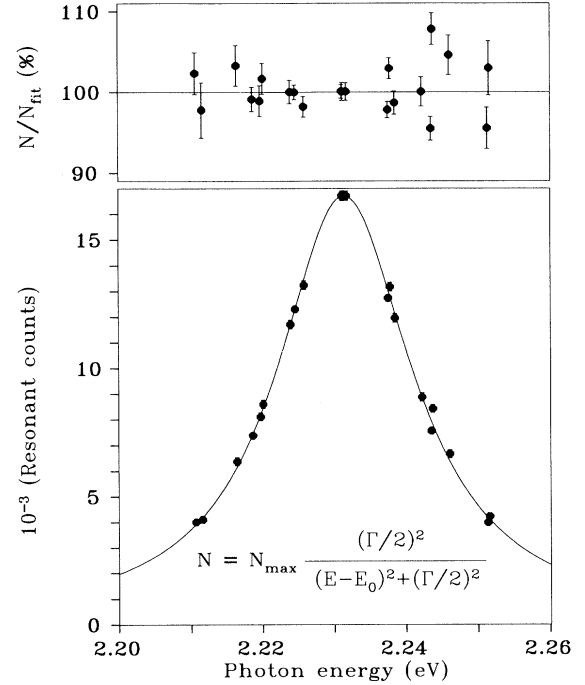 110
100
90
N/N_fit (%)
15
10
5
0
10⁻³ (Resonant counts)
N = N_max (Γ/2)² / (E−E₀)²+(Γ/2)²
2.20 2.22 2.24 2.26
Photon energy (eV)